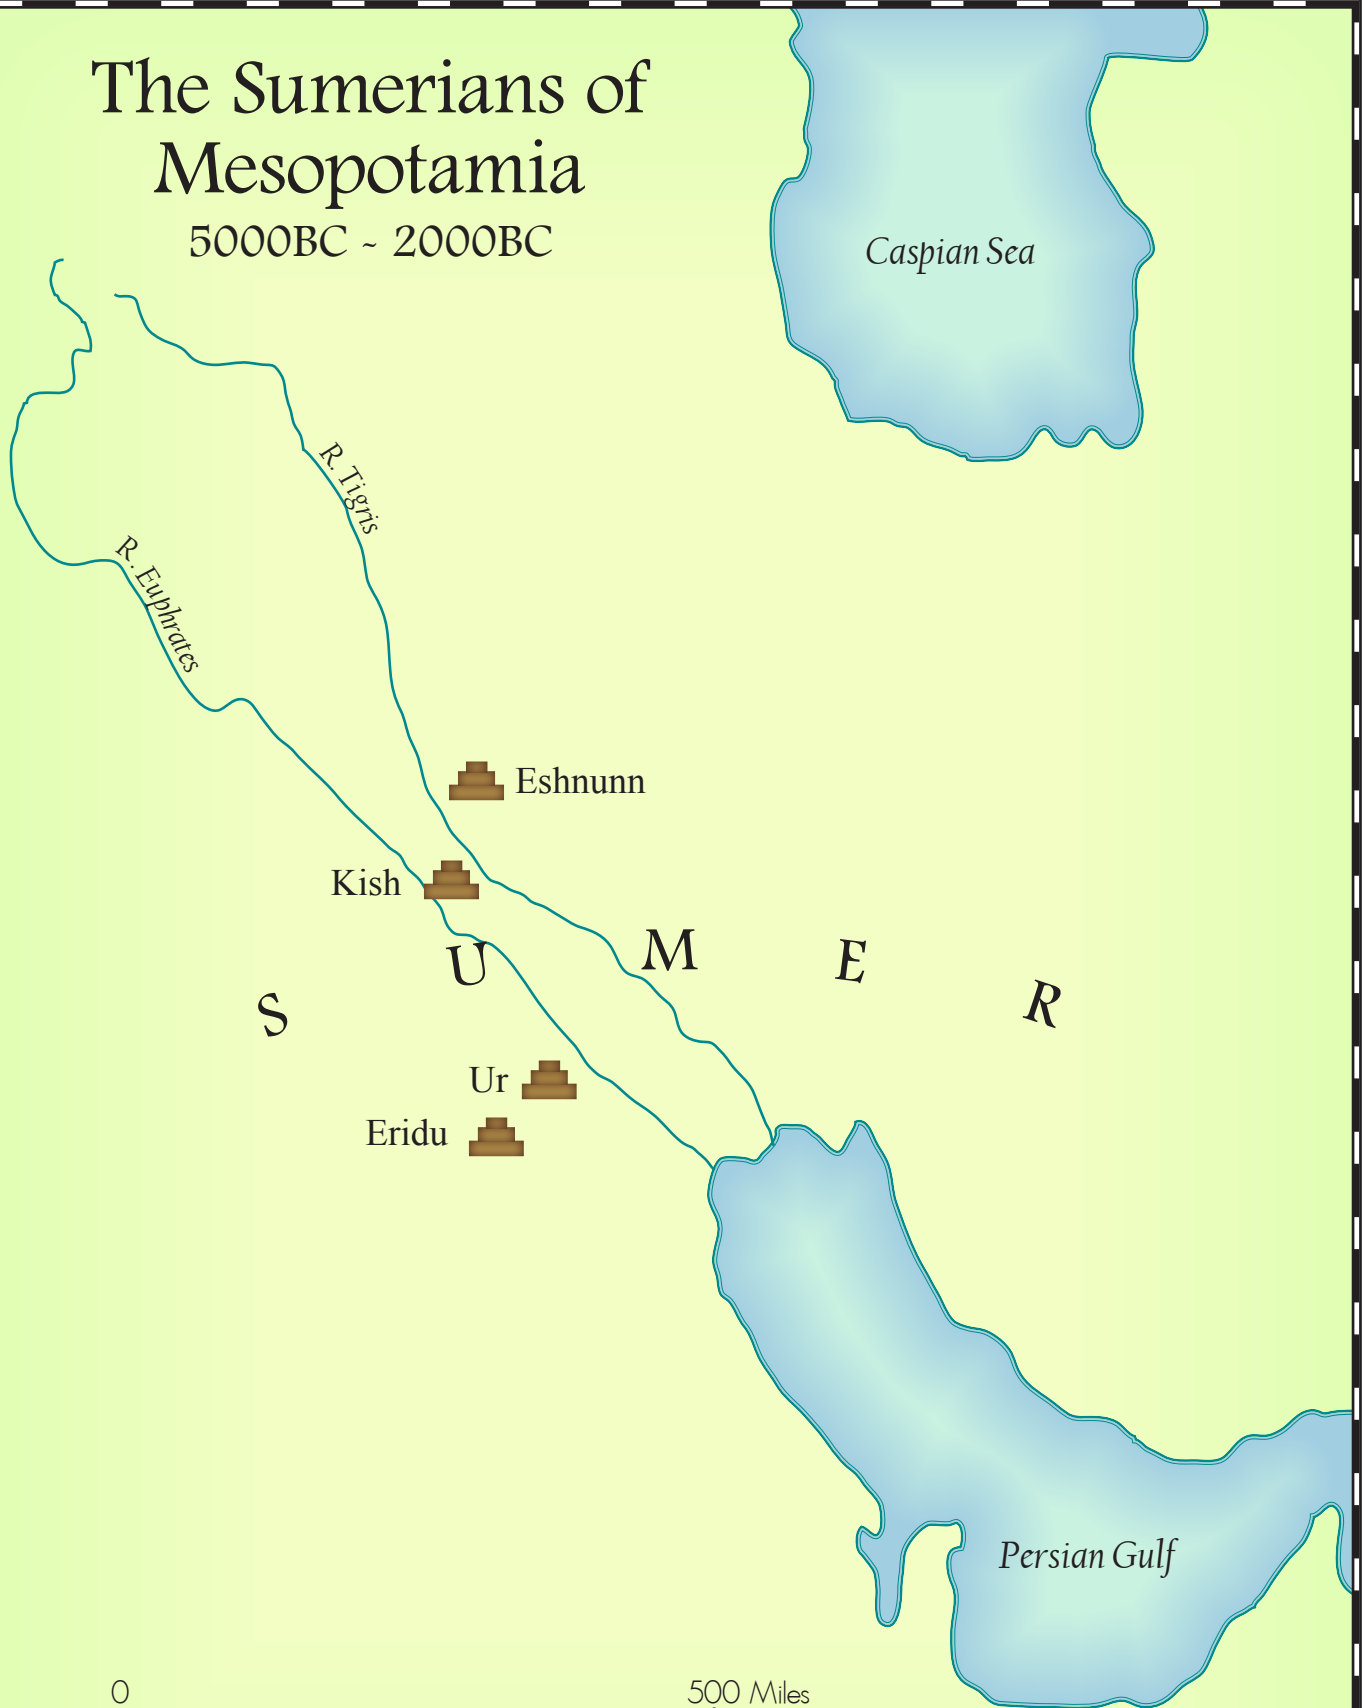 The Sumerians of
Mesopotamia
5000BC ~ 2000BC
Caspian Sea
R. Tigris
R. Euphrates
Eshnunn
Kish
S U M E R
Ur
Eridu
Persian Gulf
0 500 Miles